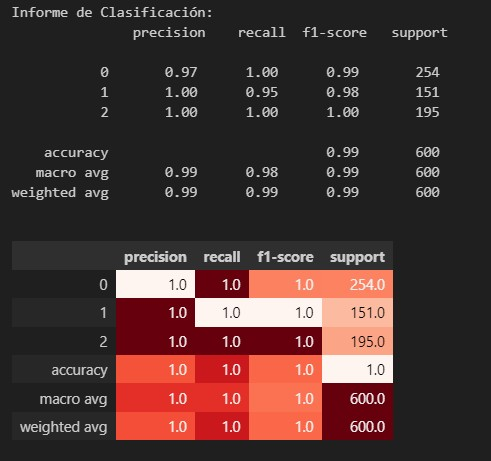 Informe de Clasificación:
precision recall f1-score support
0 0.97 1.00 0.99 254
1 1.00 0.95 0.98 151
2 1.00 1.00 1.00 195
accuracy 0.99 600
macro avg 0.99 0.98 0.99 600
weighted avg 0.99 0.99 0.99 600
precision recall f1-score support
0 1.0 1.0 1.0 254.0
1 1.0 1.0 1.0 151.0
2 1.0 1.0 1.0 195.0
accuracy 1.0 1.0 1.0 1.0
macro avg 1.0 1.0 1.0 600.0
weighted avg 1.0 1.0 1.0 600.0